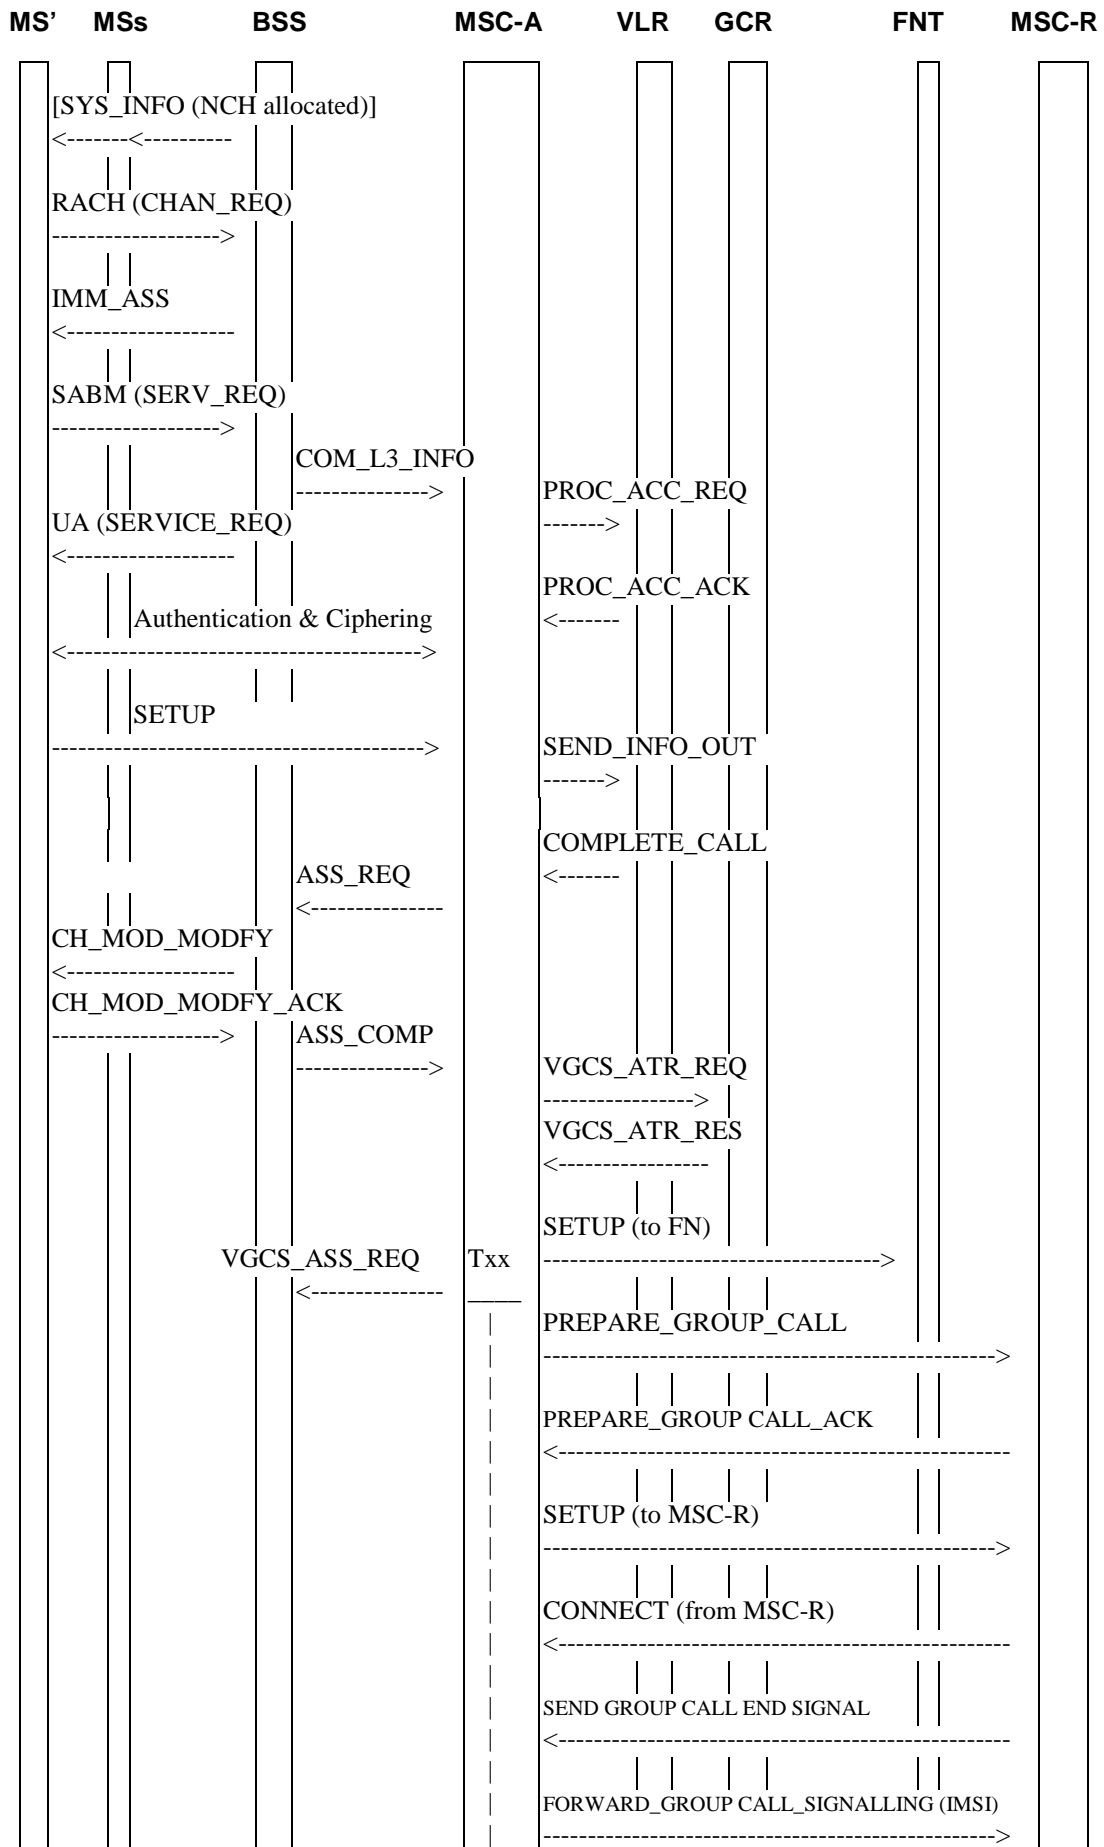 MS’ MSs BSS MSC-A VLR GCR FNT MSC-R
[SYS_INFO (NCH allocated)]
<-------<----------
RACH (CHAN_REQ)
------------------->
IMM_ASS
<-------------------
SABM (SERV_REQ)
------------------->
COM_L3_INFO
---------------> PROC_ACC_REQ
UA (SERVICE_REQ) ------->
<-------------------
PROC_ACC_ACK
Authentication & Ciphering <-------
<---------------------------------------->
SETUP
------------------------------------------> SEND_INFO_OUT
------->
COMPLETE_CALL
ASS_REQ <-------
<---------------
CH_MOD_MODFY
<-------------------
CH_MOD_MODFY_ACK
-------------------> ASS_COMP
---------------> VGCS_ATR_REQ
----------------->
VGCS_ATR_RES
<-----------------
SETUP (to FN)
VGCS_ASS_REQ Txx -------------------------------------->
<--------------- ____
PREPARE_GROUP_CALL
--------------------------------------------------->
PREPARE_GROUP CALL_ACK
<---------------------------------------------------
SETUP (to MSC-R)
--------------------------------------------------->
CONNECT (from MSC-R)
<---------------------------------------------------
SEND GROUP CALL END SIGNAL
<---------------------------------------------------
FORWARD_GROUP CALL_SIGNALLING (IMSI)
--------------------------------------------------->